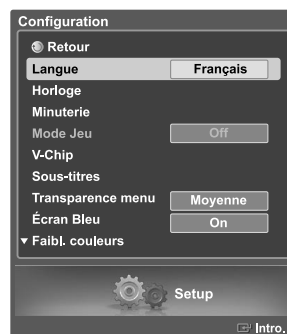 Configuration
Retour
Langue Français
Horloge
Minuterie
Mode Jeu Off
V-Chip
Sous-titres
Transparence menu Moyenne
Écran Bleu On
Faibl. couleurs
Setup
Intro.